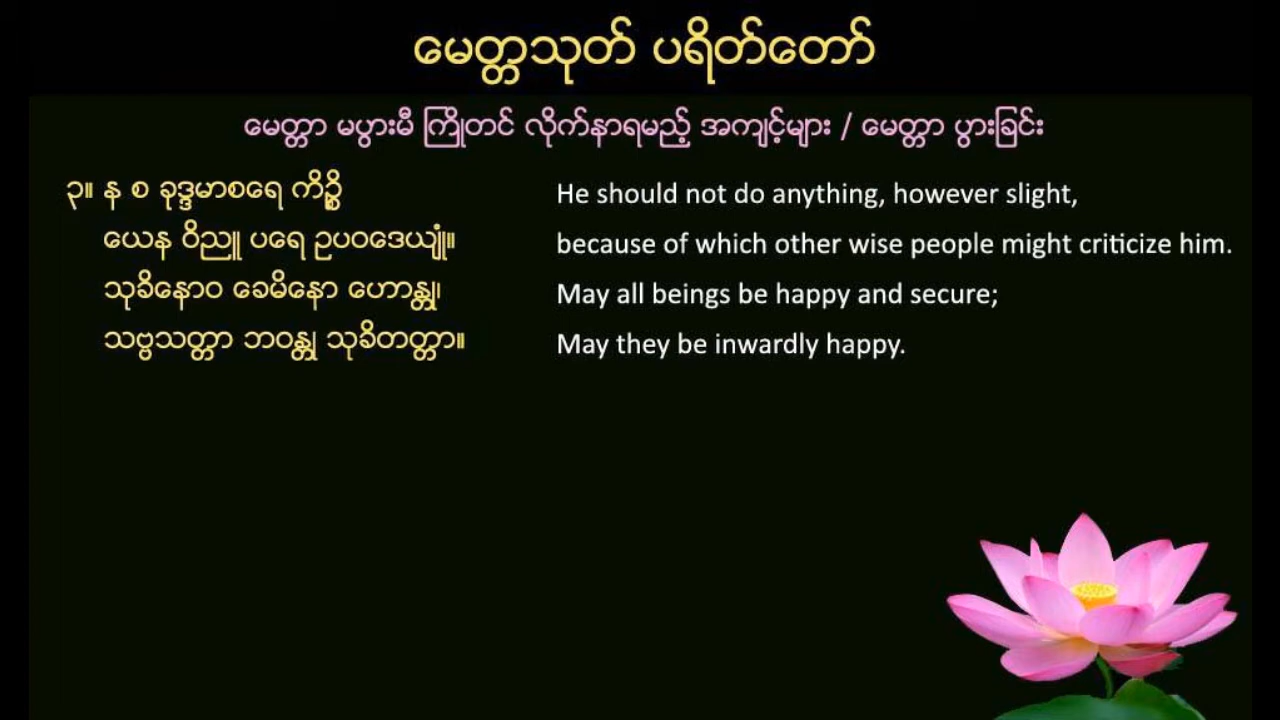 မေတ္တသုတ် ပရိတ်တော်
မေတ္တာ မပွားမီ ကြိုတင် လိုက်နာရမည့် အကျင့်များ / မေတ္တာ ပွားခြင်း
၃။ န စ ခုဒ္ဒမာစရေ ကိဉ္စိ
He should not do anything, however slight,
ယေန ဝိညူ ပရေ ဥပဝဒေယျုံ။
because of which other wise people might criticize him.
သုခိနောဝ ခေမိနော ဟောန္တု၊
May all beings be happy and secure;
သဗ္ဗသတ္တာ ဘဝန္တု သုခိတတ္တာ။
May they be inwardly happy.